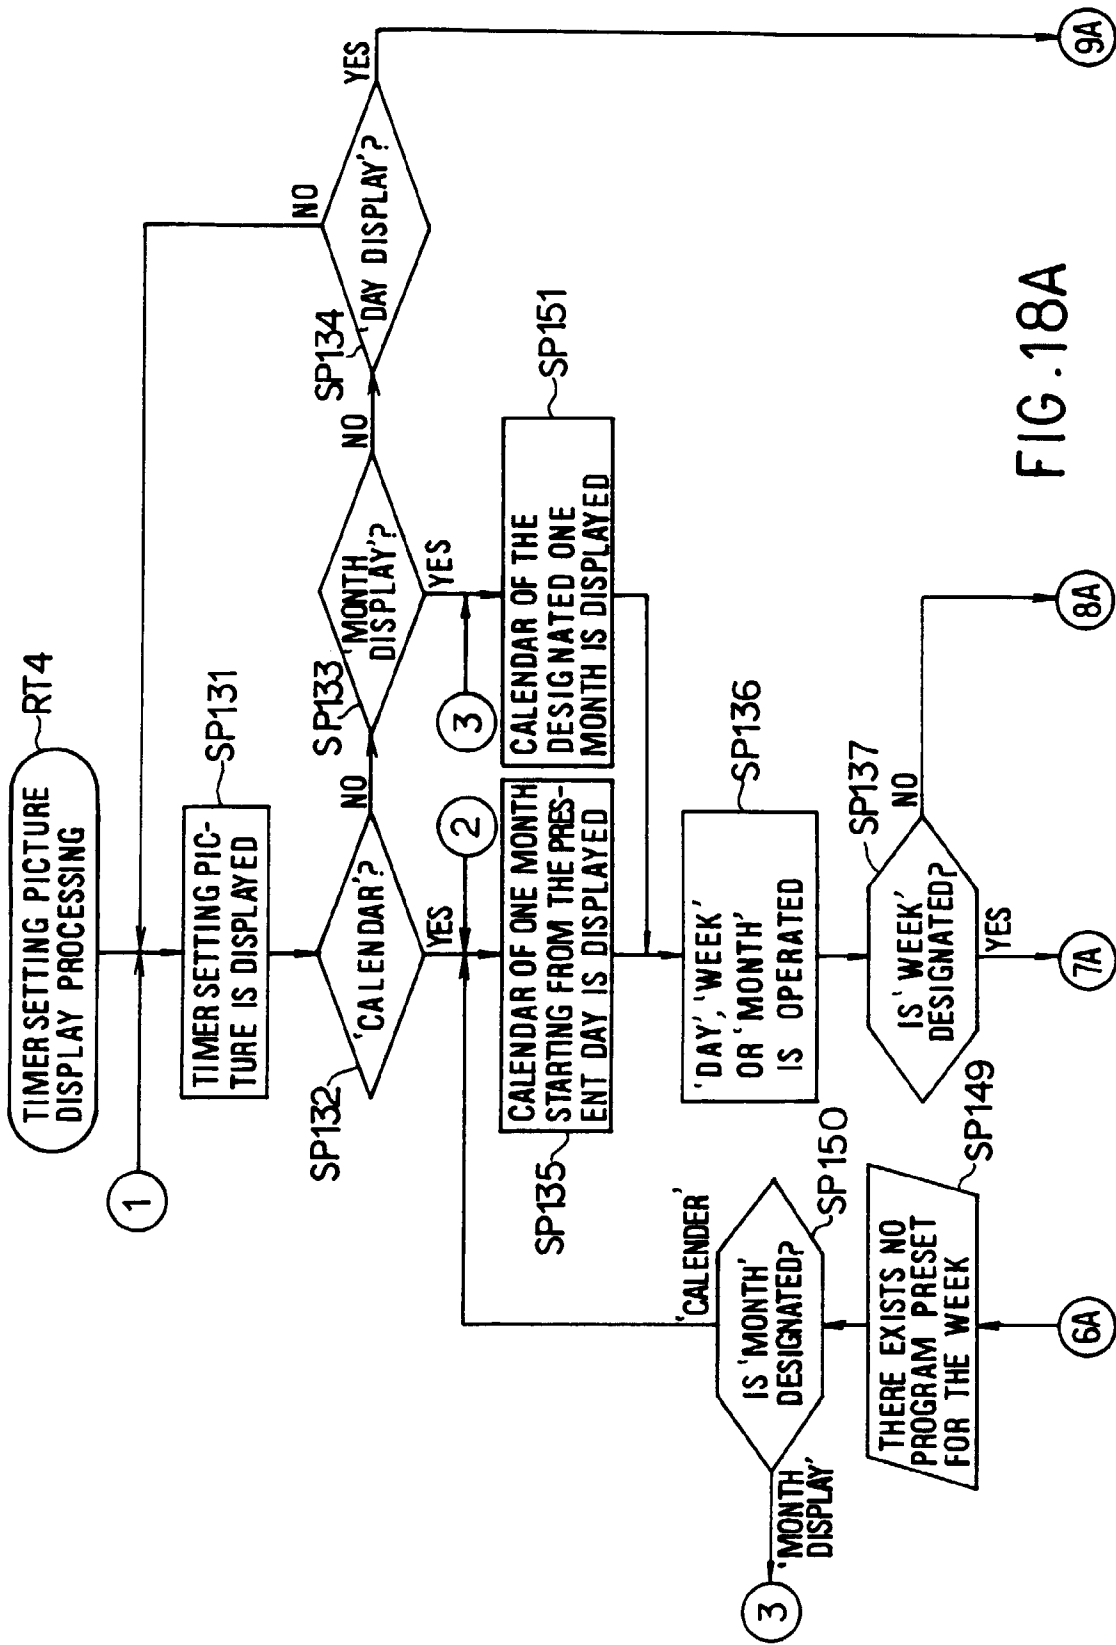 TIMER SETTING PICTURE
DISPLAY PROCESSING
RT4
1
TIMER SETTING PIC-
TURE IS DISPLAYED
SP131
'CALENDAR'?
SP132
NO
YES
'MONTH
DISPLAY'?
SP133
NO
YES
'DAY DISPLAY'?
SP134
NO
YES
2
3
CALENDAR OF ONE MONTH
STARTING FROM THE PRES-
ENT DAY IS DISPLAYED
SP135
CALENDAR OF THE
DESIGNATED ONE
MONTH IS DISPLAYED
SP151
'DAY', 'WEEK'
OR 'MONTH'
IS OPERATED
SP136
IS 'WEEK'
DESIGNATED?
SP137
NO
YES
'CALENDER'
IS 'MONTH'
DESIGNATED?
SP150
'MONTH
DISPLAY'
3
THERE EXISTS NO
PROGRAM PRESET
FOR THE WEEK
SP149
6A
7A
8A
9A
FIG.18A